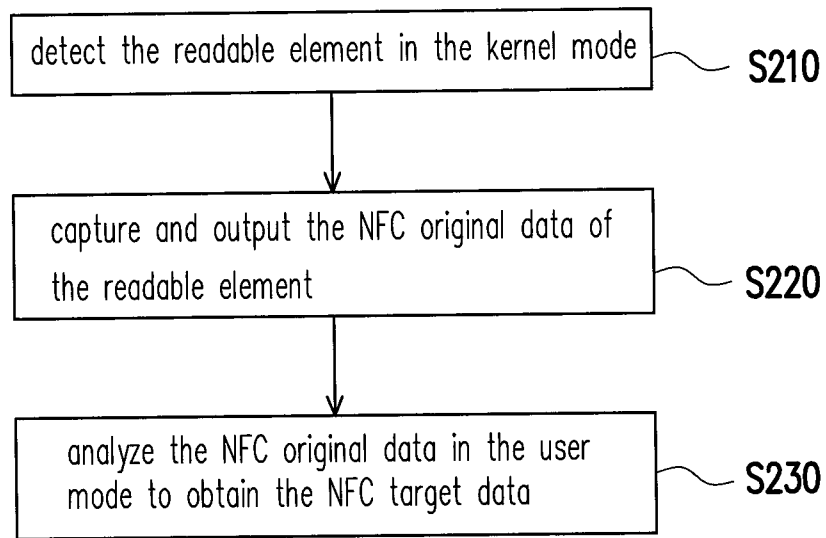 detect the readable element in the kernel mode
S210
capture and output the NFC original data of
the readable element
S220
analyze the NFC original data in the user
mode to obtain the NFC target data
S230